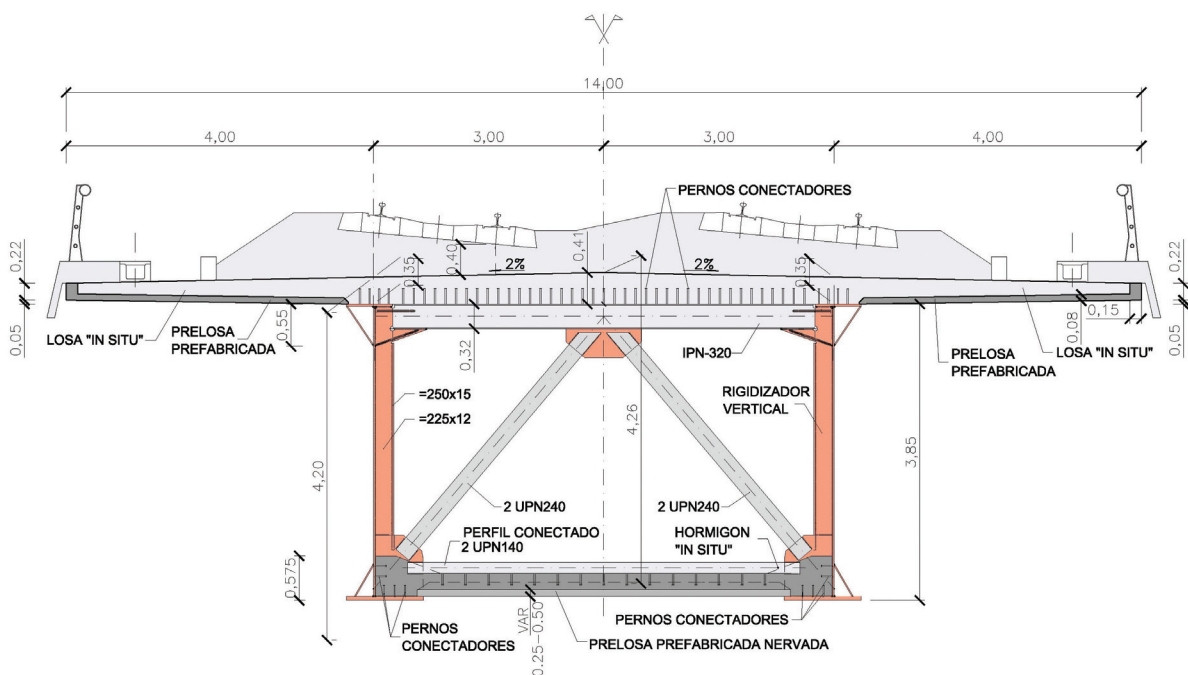 14,00
4,00
3,00
3,00
4,00
PERNOS CONECTADORES
0,22
0,40
0,35
2%
0,41
2%
0,35
0,22
0,05
LOSA "IN SITU"
PRELOSA
PREFABRICADA
0,55
0,32
IPN-320
0,08
0,15
0,05
PRELOSA
PREFABRICADA
LOSA "IN SITU"
=250x15
=225x12
RIGIDIZADOR
VERTICAL
4,26
4,20
3,85
2 UPN240
2 UPN240
PERFIL CONECTADO
2 UPN140
HORMIGON
"IN SITU"
0,575
PERNOS
CONECTADORES
VAR
0.25-0.50
PERNOS
CONECTADORES
PRELOSA PREFABRICADA NERVADA